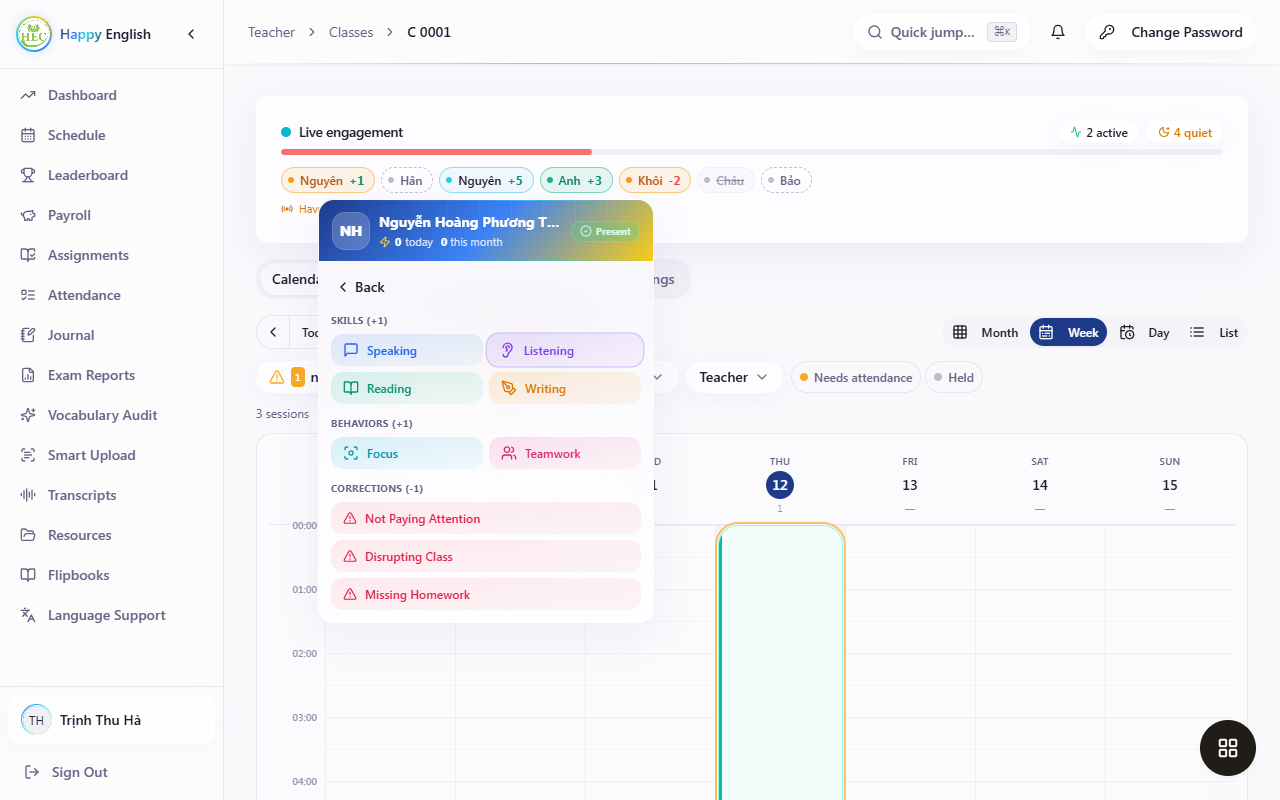 HEC
Happy English
Teacher
Classes
C 0001
Quick jump...
⌘K
Change Password
Dashboard
Schedule
Leaderboard
Payroll
Assignments
Attendance
Journal
Exam Reports
Vocabulary Audit
Smart Upload
Transcripts
Resources
Flipbooks
Language Support
TH
Trịnh Thu Hà
Sign Out
Live engagement
2 active
4 quiet
Nguyên +1
Hân
Nguyên +5
Anh +3
Khôi -2
Châu
Bảo
NH
Nguyễn Hoàng Phương T...
0 today 0 this month
Present
Back
SKILLS (+1)
Speaking
Listening
Reading
Writing
BEHAVIORS (+1)
Focus
Teamwork
CORRECTIONS (-1)
Not Paying Attention
Disrupting Class
Missing Homework
Month
Week
Day
List
1
Teacher
Needs attendance
Held
3 sessions
THU
12
1
FRI
13
—
SAT
14
—
SUN
15
—
00:00
01:00
02:00
03:00
04:00